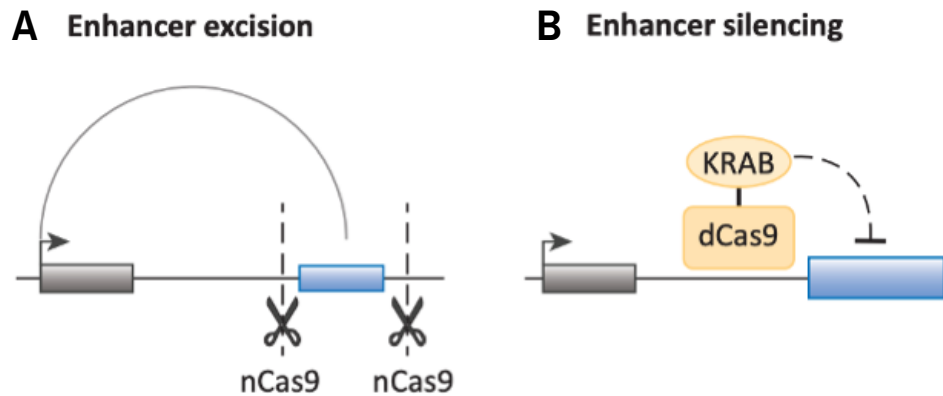 A Enhancer excision
nCas9 nCas9
B Enhancer silencing
KRAB
dCas9